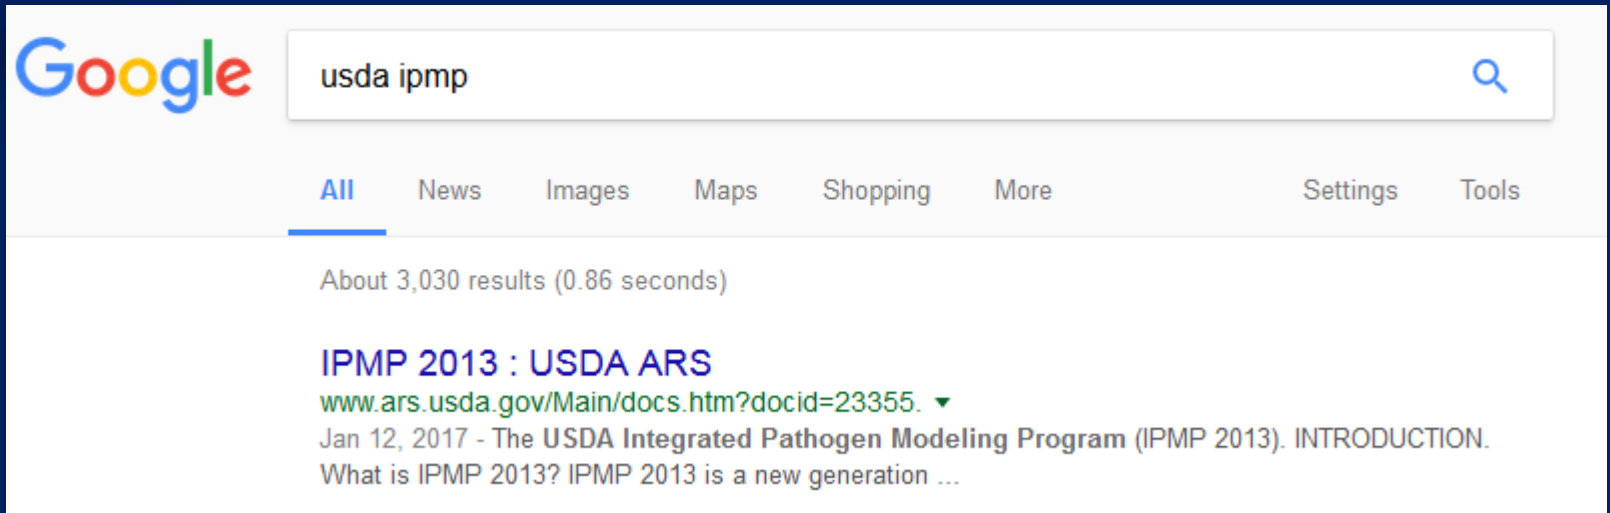 Google usda ipmp
All News Images Maps Shopping More Settings Tools
About 3,030 results (0.86 seconds)
IPMP 2013 : USDA ARS
www.ars.usda.gov/Main/docs.htm?docid=23355.
Jan 12, 2017 - The USDA Integrated Pathogen Modeling Program (IPMP 2013). INTRODUCTION.
What is IPMP 2013? IPMP 2013 is a new generation ...